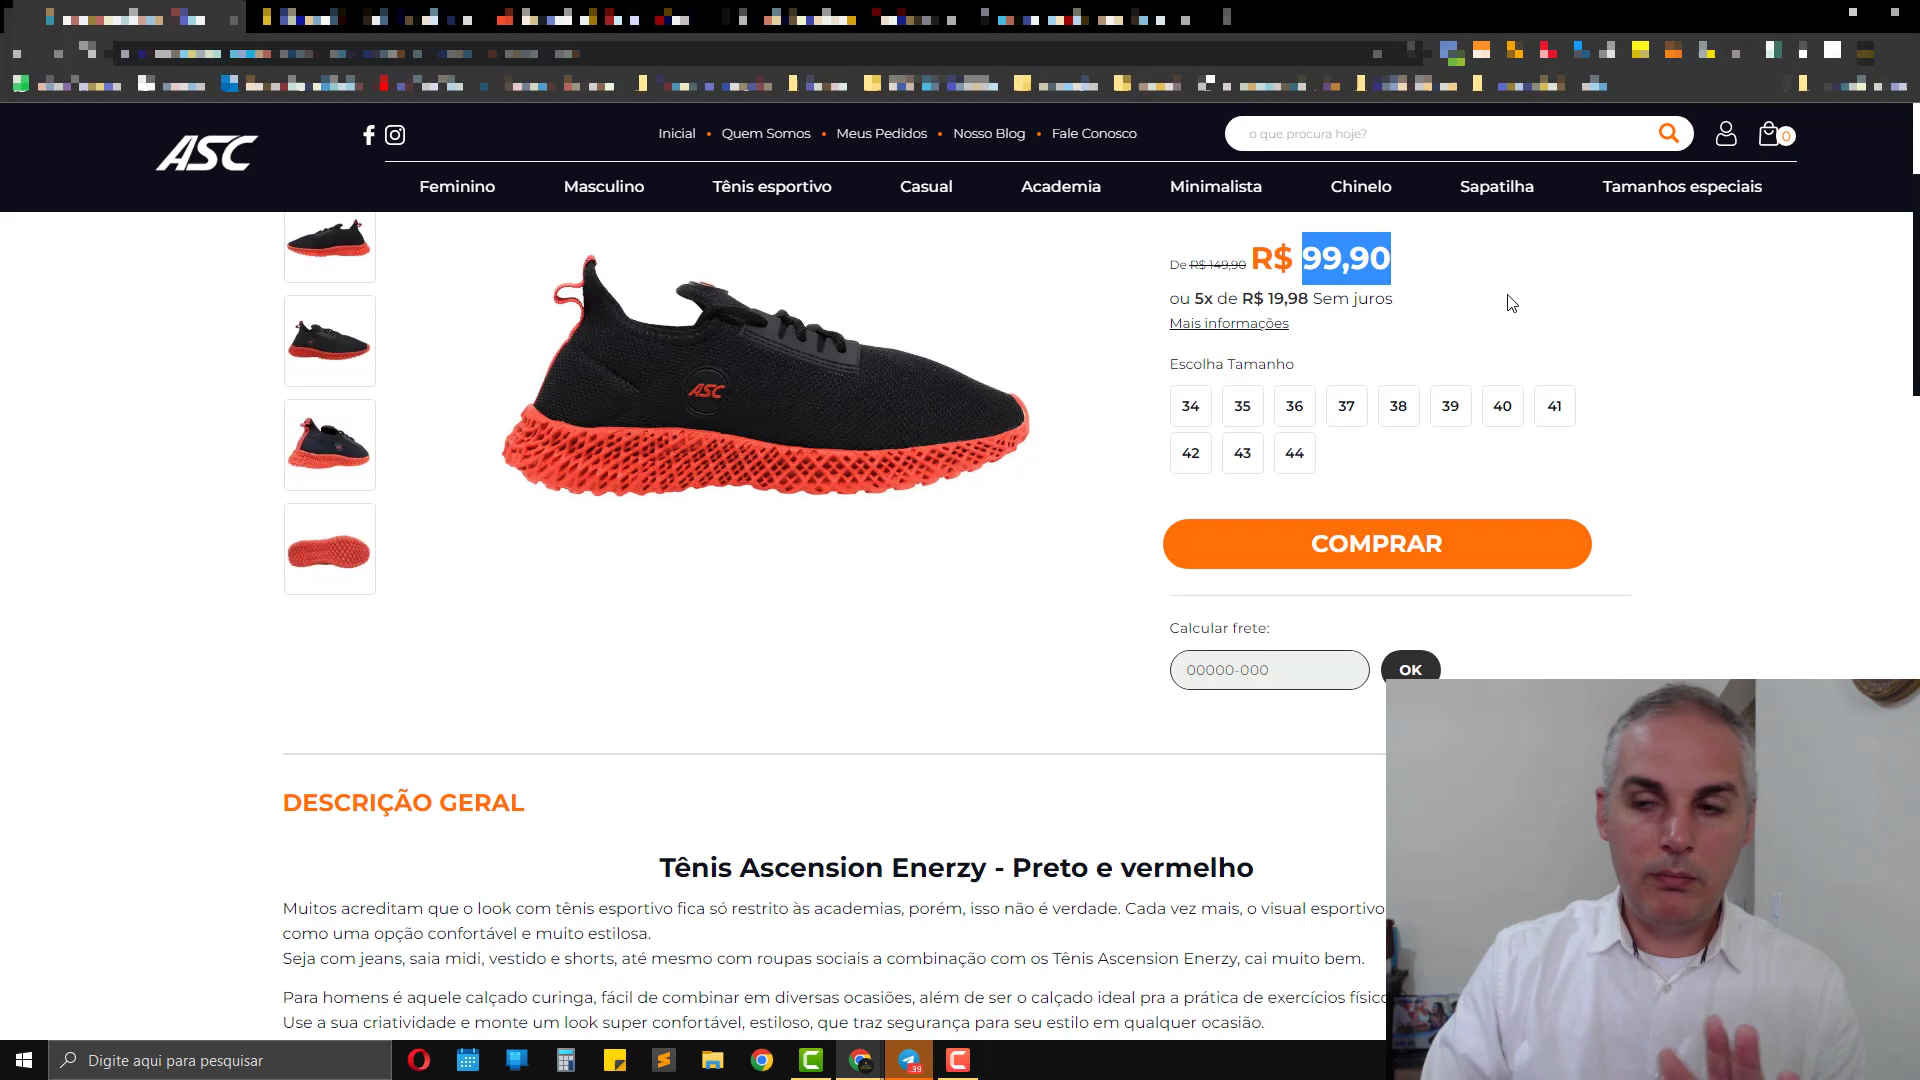 ASC
Inicial • Quem Somos • Meus Pedidos • Nosso Blog • Fale Conosco
o que procura hoje?
0
Feminino Masculino Tênis esportivo Casual Academia Minimalista Chinelo Sapatilha Tamanhos especiais
De R$ 149,90 R$ 99,90
ou 5x de R$ 19,98 Sem juros
Mais informações
Escolha Tamanho
34 35 36 37 38 39 40 41
42 43 44
ASC
COMPRAR
Calcular frete:
00000-000 OK
DESCRIÇÃO GERAL
Tênis Ascension Enerzy - Preto e vermelho
Muitos acreditam que o look com tênis esportivo fica só restrito às academias, porém, isso não é verdade. Cada vez mais, o visual esportivo
como uma opção confortável e muito estilosa.
Seja com jeans, saia midi, vestido e shorts, até mesmo com roupas sociais a combinação com os Tênis Ascension Enerzy, cai muito bem.
Para homens é aquele calçado curinga, fácil de combinar em diversas ocasiões, além de ser o calçado ideal pra a prática de exercícios físico
Use a sua criatividade e monte um look super confortável, estiloso, que traz segurança para seu estilo em qualquer ocasião.
Digite aqui para pesquisar